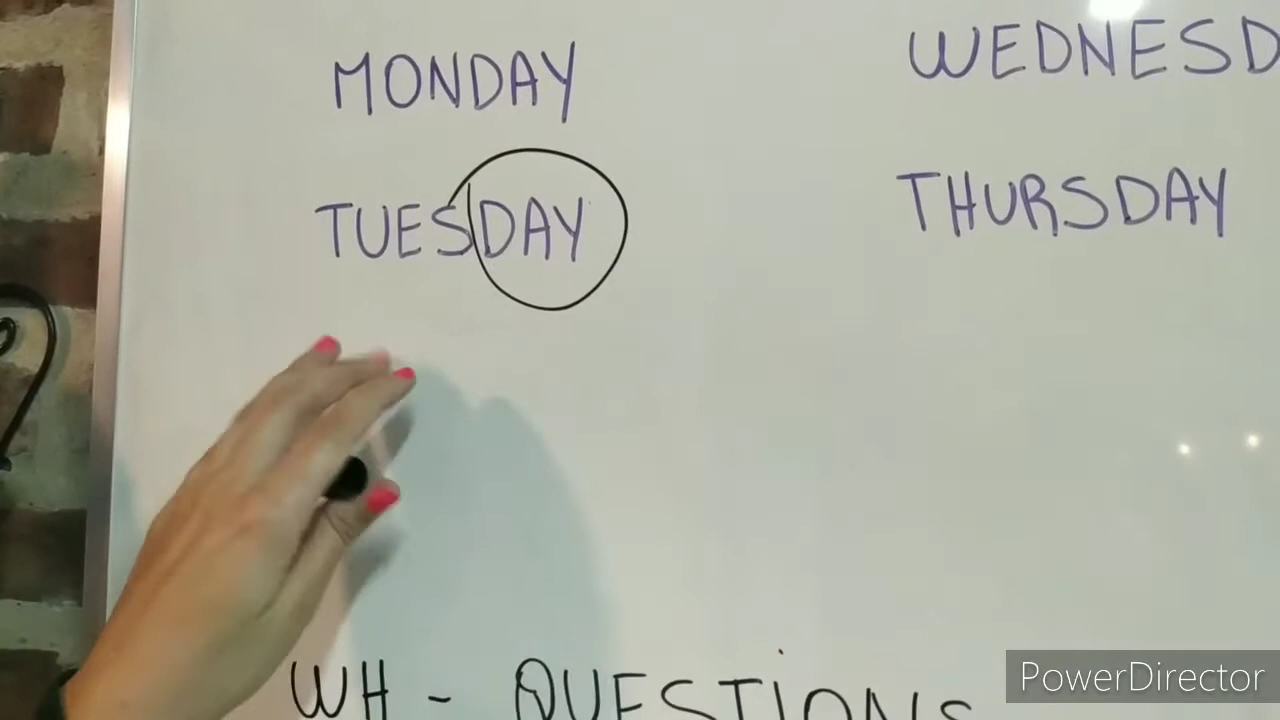 MONDAY
TUESDAY
WEDNESD
THURSDAY
WH - QUESTIONS
PowerDirector